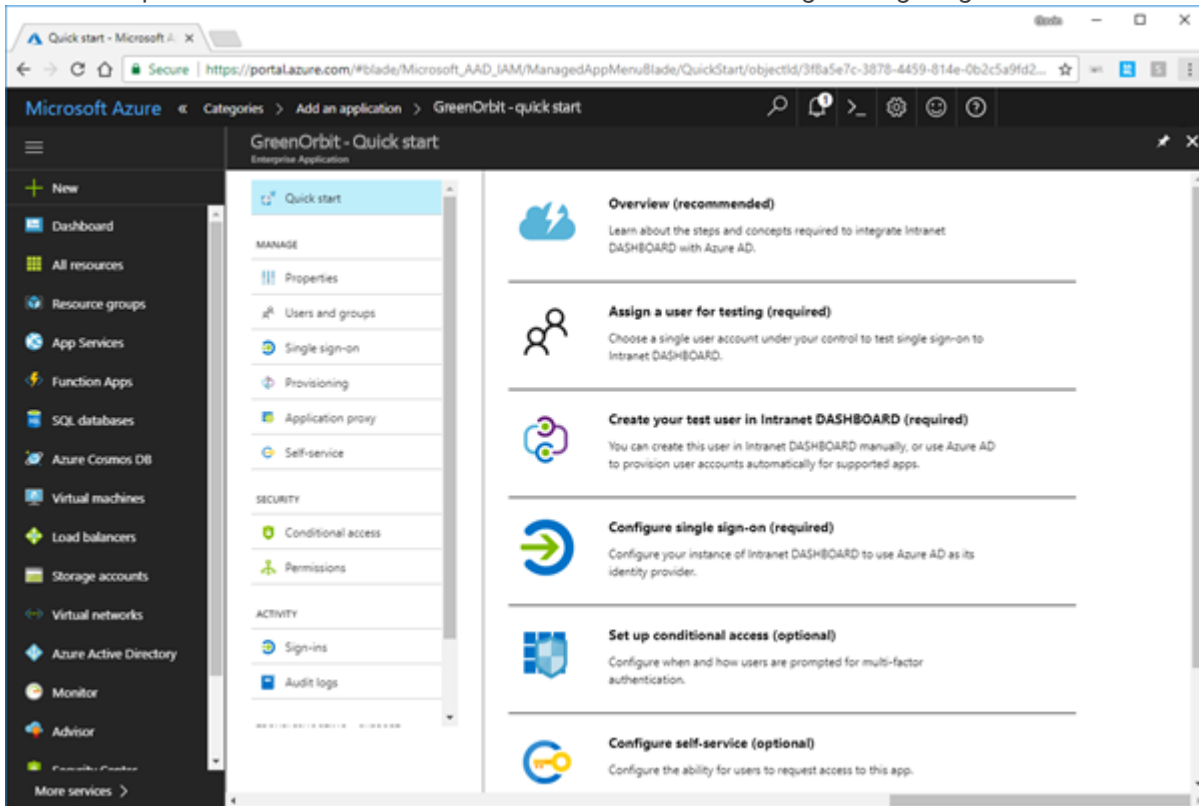 Quick start - Microsoft A
Secure | https://portal.azure.com/#blade/Microsoft_AAD_IAM/ManagedAppMenuBlade/QuickStart/objectId/3f8a5e7c-3878-4459-814e-0b2c5a9fd2...
Microsoft Azure « Categories > Add an application > GreenOrbit - quick start
1
GreenOrbit - Quick start
Enterprise Application
New
Dashboard
All resources
Resource groups
App Services
Function Apps
SQL databases
Azure Cosmos DB
Virtual machines
Load balancers
Storage accounts
Virtual networks
Azure Active Directory
Monitor
Advisor
Security Center
More services >
Quick start
MANAGE
Properties
Users and groups
Single sign-on
Provisioning
Application proxy
Self-service
SECURITY
Conditional access
Permissions
ACTIVITY
Sign-ins
Audit logs
Overview (recommended)
Learn about the steps and concepts required to integrate Intranet
DASHBOARD with Azure AD.
Assign a user for testing (required)
Choose a single user account under your control to test single sign-on to
Intranet DASHBOARD.
Create your test user in Intranet DASHBOARD (required)
You can create this user in Intranet DASHBOARD manually, or use Azure AD
to provision user accounts automatically for supported apps.
Configure single sign-on (required)
Configure your instance of Intranet DASHBOARD to use Azure AD as its
identity provider.
Set up conditional access (optional)
Configure when and how users are prompted for multi-factor
authentication.
Configure self-service (optional)
Configure the ability for users to request access to this app.